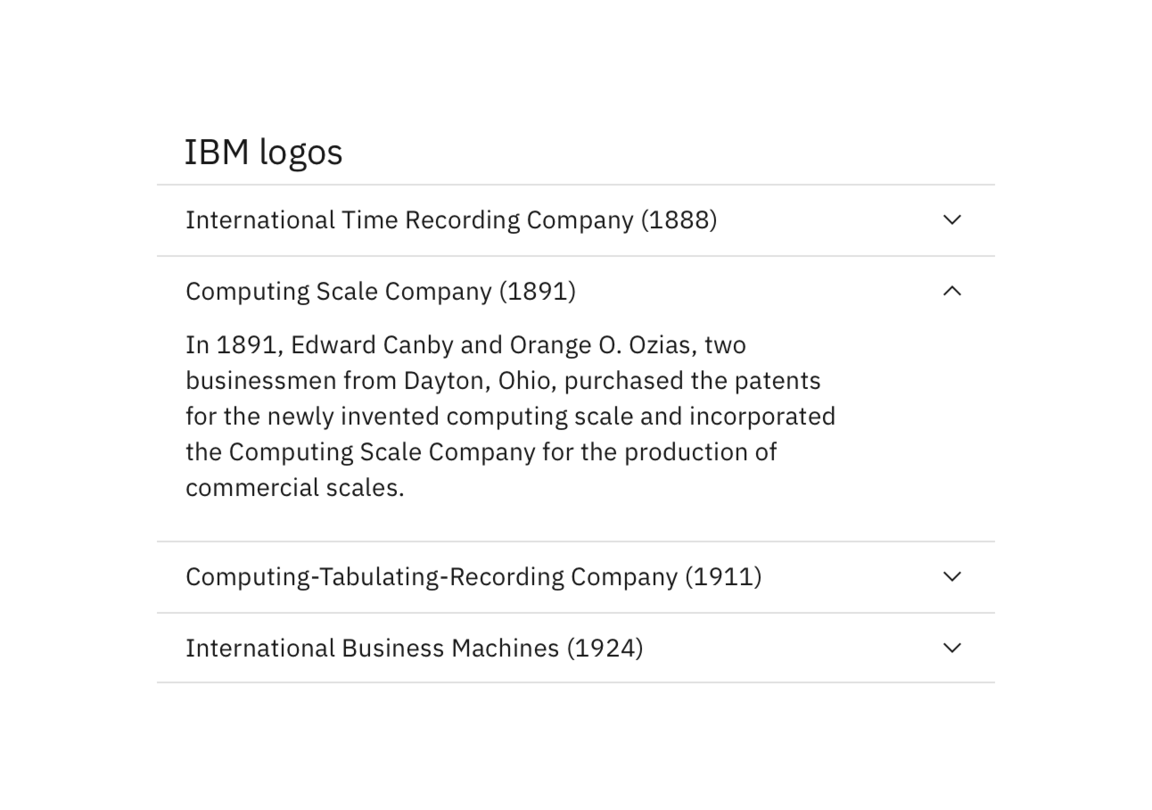 IBM logos
International Time Recording Company (1888)
Computing Scale Company (1891)
In 1891, Edward Canby and Orange O. Ozias, two
businessmen from Dayton, Ohio, purchased the patents
for the newly invented computing scale and incorporated
the Computing Scale Company for the production of
commercial scales.
Computing-Tabulating-Recording Company (1911)
International Business Machines (1924)